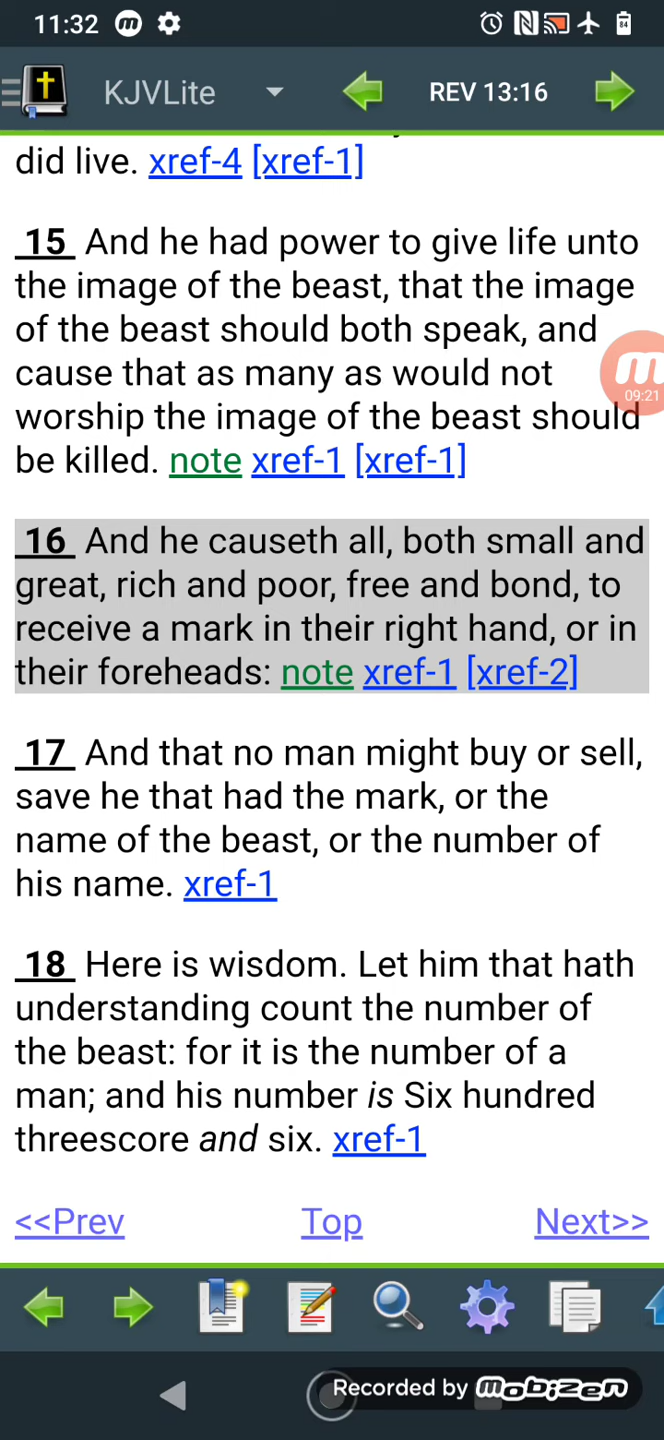 11:32
84
KJVLite
REV 13:16
did live. xref-4 [xref-1]
15 And he had power to give life unto
the image of the beast, that the image
of the beast should both speak, and
cause that as many as would not
09:21
worship the image of the beast should
be killed. note xref-1 [xref-1]
16 And he causeth all, both small and
great, rich and poor, free and bond, to
receive a mark in their right hand, or in
their foreheads: note xref-1 [xref-2]
17 And that no man might buy or sell,
save he that had the mark, or the
name of the beast, or the number of
his name. xref-1
18 Here is wisdom. Let him that hath
understanding count the number of
the beast: for it is the number of a
man; and his number is Six hundred
threescore and six. xref-1
<<Prev
Top
Next>>
Recorded by mobizen